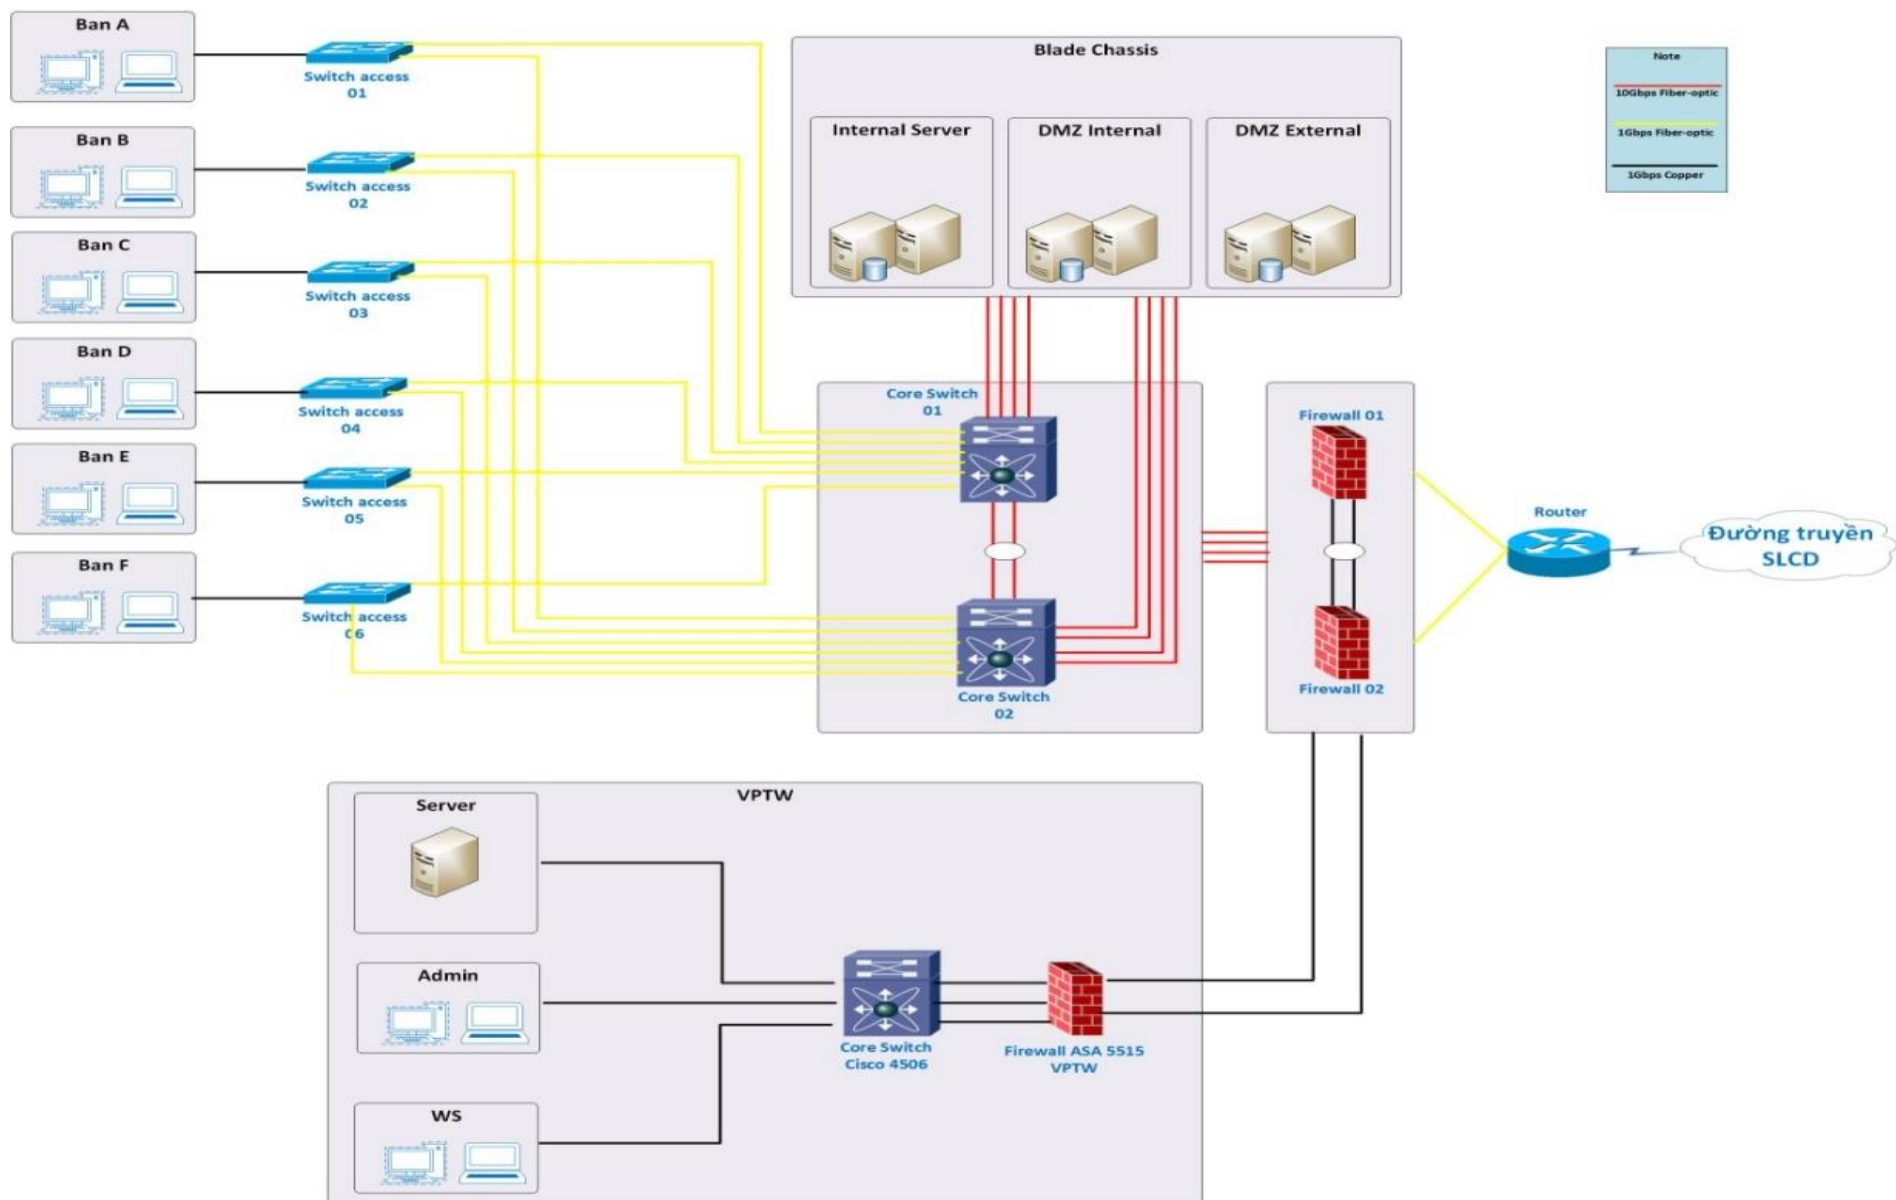 Ban A
Switch access
01
Ban B
Switch access
02
Ban C
Switch access
03
Ban D
Switch access
04
Ban E
Switch access
05
Ban F
Switch access
06
Blade Chassis
Internal Server
DMZ Internal
DMZ External
Note
10Gbps Fiber-optic
1Gbps Fiber-optic
1Gbps Copper
Core Switch
01
Core Switch
02
Firewall 01
Firewall 02
Router
Đường truyền
SLCD
VPTW
Server
Admin
WS
Core Switch
Cisco 4506
Firewall ASA 5515
VPTW